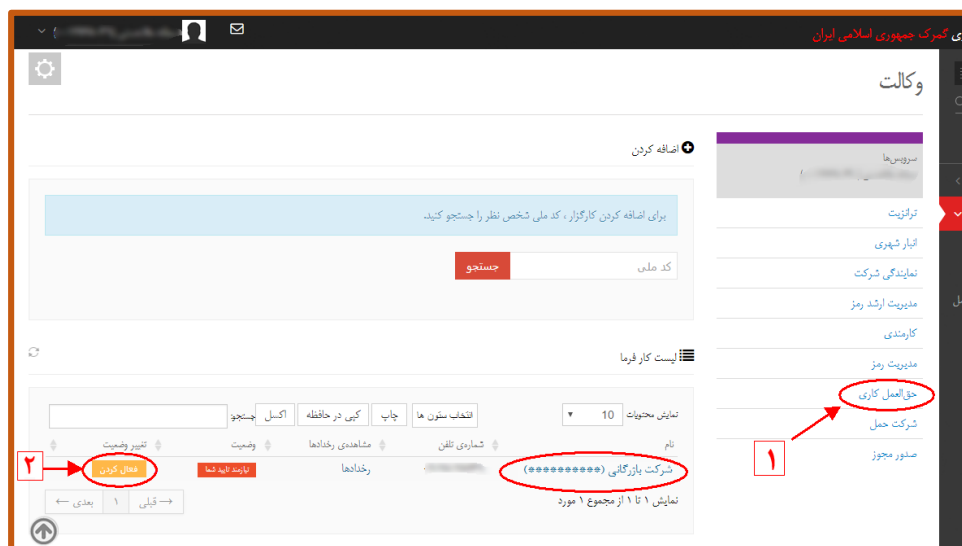 ی گمرک جمهوری اسلامی ایران
وکالت
سرویس‌ها
ترانزیت
انبار شهری
نمایندگی شرکت
مدیریت ارشد رمز
کارمندی
مدیریت رمز
حق‌العمل کاری
شرکت حمل
صدور مجوز
۱
اضافه کردن
برای اضافه کردن کارگزار ، کد ملی شخص نظر را جستجو کنید.
کد ملی
جستجو
لیست کار فرما
نمایش محتویات 10 انتخاب ستون ها چاپ کپی در حافظه اکسل جستجو:
نام شماره‌ی تلفن مشاهده‌ی رخدادها وضعیت تغییر وضعیت
شرکت بازرگانی (**********) رخدادها نیازمند تایید شما فعال کردن
۲
نمایش ۱ تا ۱ از مجموع ۱ مورد
→ قبلی ۱ بعدی ←